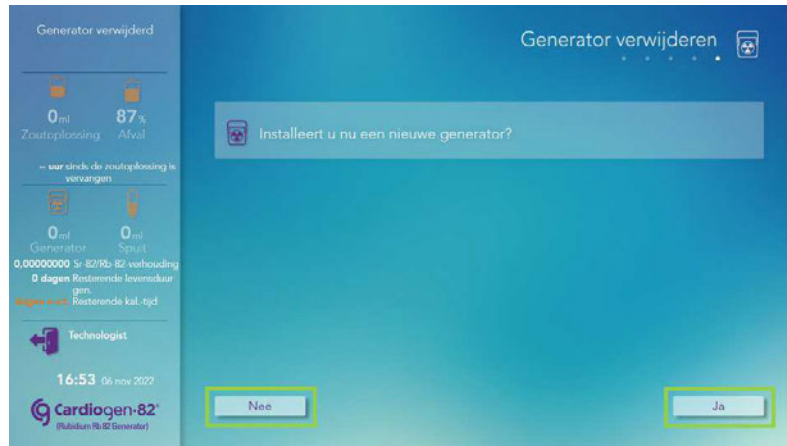 Generator verwijderd
Generator verwijderen
0ml
87%
Zoutoplossing
Afval
-- uur sinds de zoutoplossing is
vervangen
0ml
0ml
Generator
Spuit
0,00000000 Sr-82/Rb-82-verhouding
0 dagen Resterende levensduur
gen.
Resterende kal.-tijd
Technologist
16:53 06 nov 2022
Cardiogen-82®
(Rubidium Rb 82 Generator)
Installeert u nu een nieuwe generator?
Nee
Ja